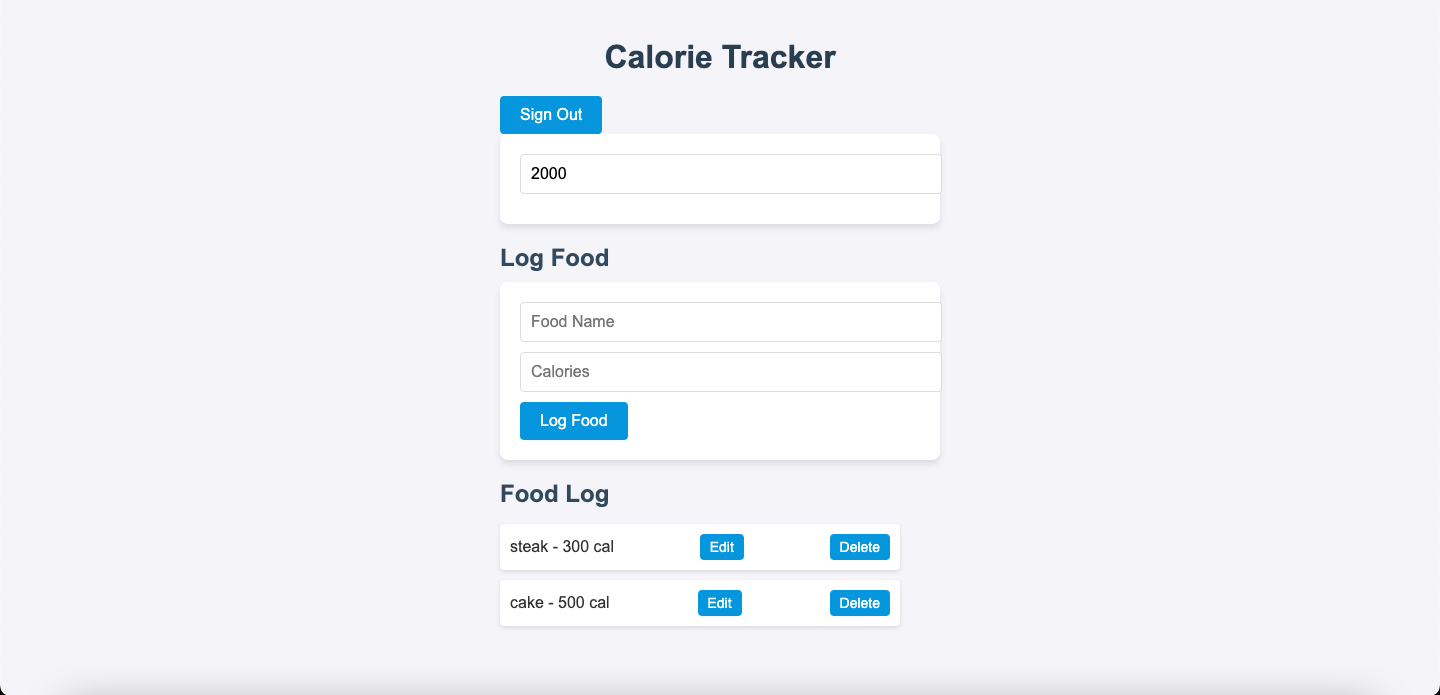 Calorie Tracker
Sign Out
2000
Log Food
Food Name
Calories
Log Food
Food Log
steak - 300 cal Edit Delete
cake - 500 cal Edit Delete